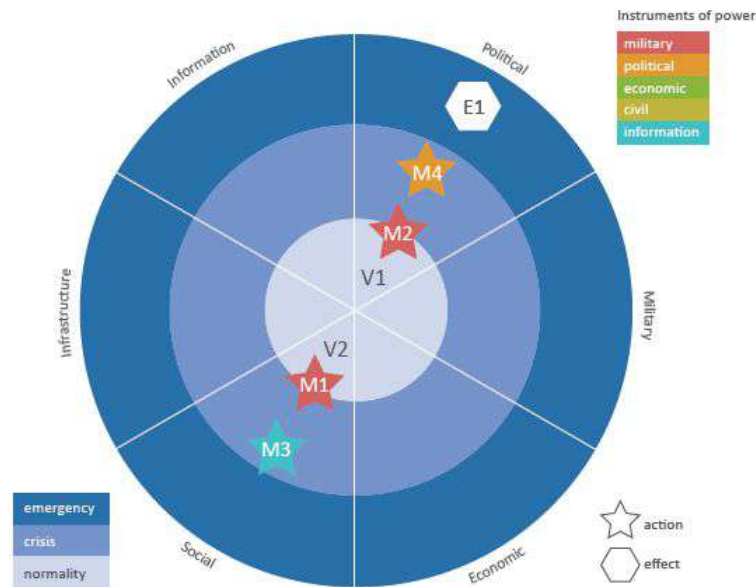 Instruments of power
military
political
economic
civil
information
Information
Political
E1
M4
M2
V1
Infrastructure
Military
V2
M1
M3
Social
Economic
emergency
crisis
normality
action
effect